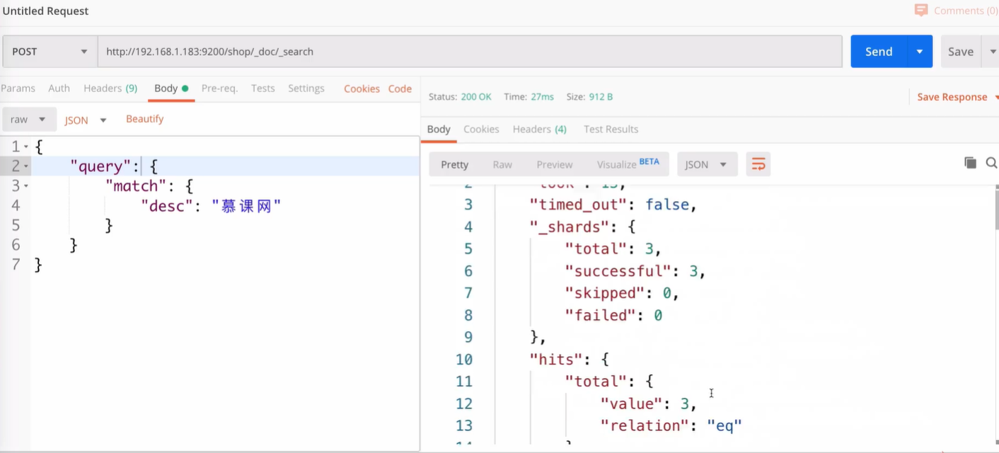 Untitled Request
Comments (0)
POST http://192.168.1.183:9200/shop/_doc/_search Send Save
Params Auth Headers (9) Body Pre-req. Tests Settings Cookies Code
raw JSON Beautify
1 {
2 "query": {
3 "match": {
4 "desc": "慕课网"
5 }
6 }
7 }
Status: 200 OK Time: 27ms Size: 912 B Save Response
Body Cookies Headers (4) Test Results
Pretty Raw Preview Visualize BETA JSON
3 "timed_out": false,
4 "_shards": {
5 "total": 3,
6 "successful": 3,
7 "skipped": 0,
8 "failed": 0
9 },
10 "hits": {
11 "total": {
12 "value": 3,
13 "relation": "eq"